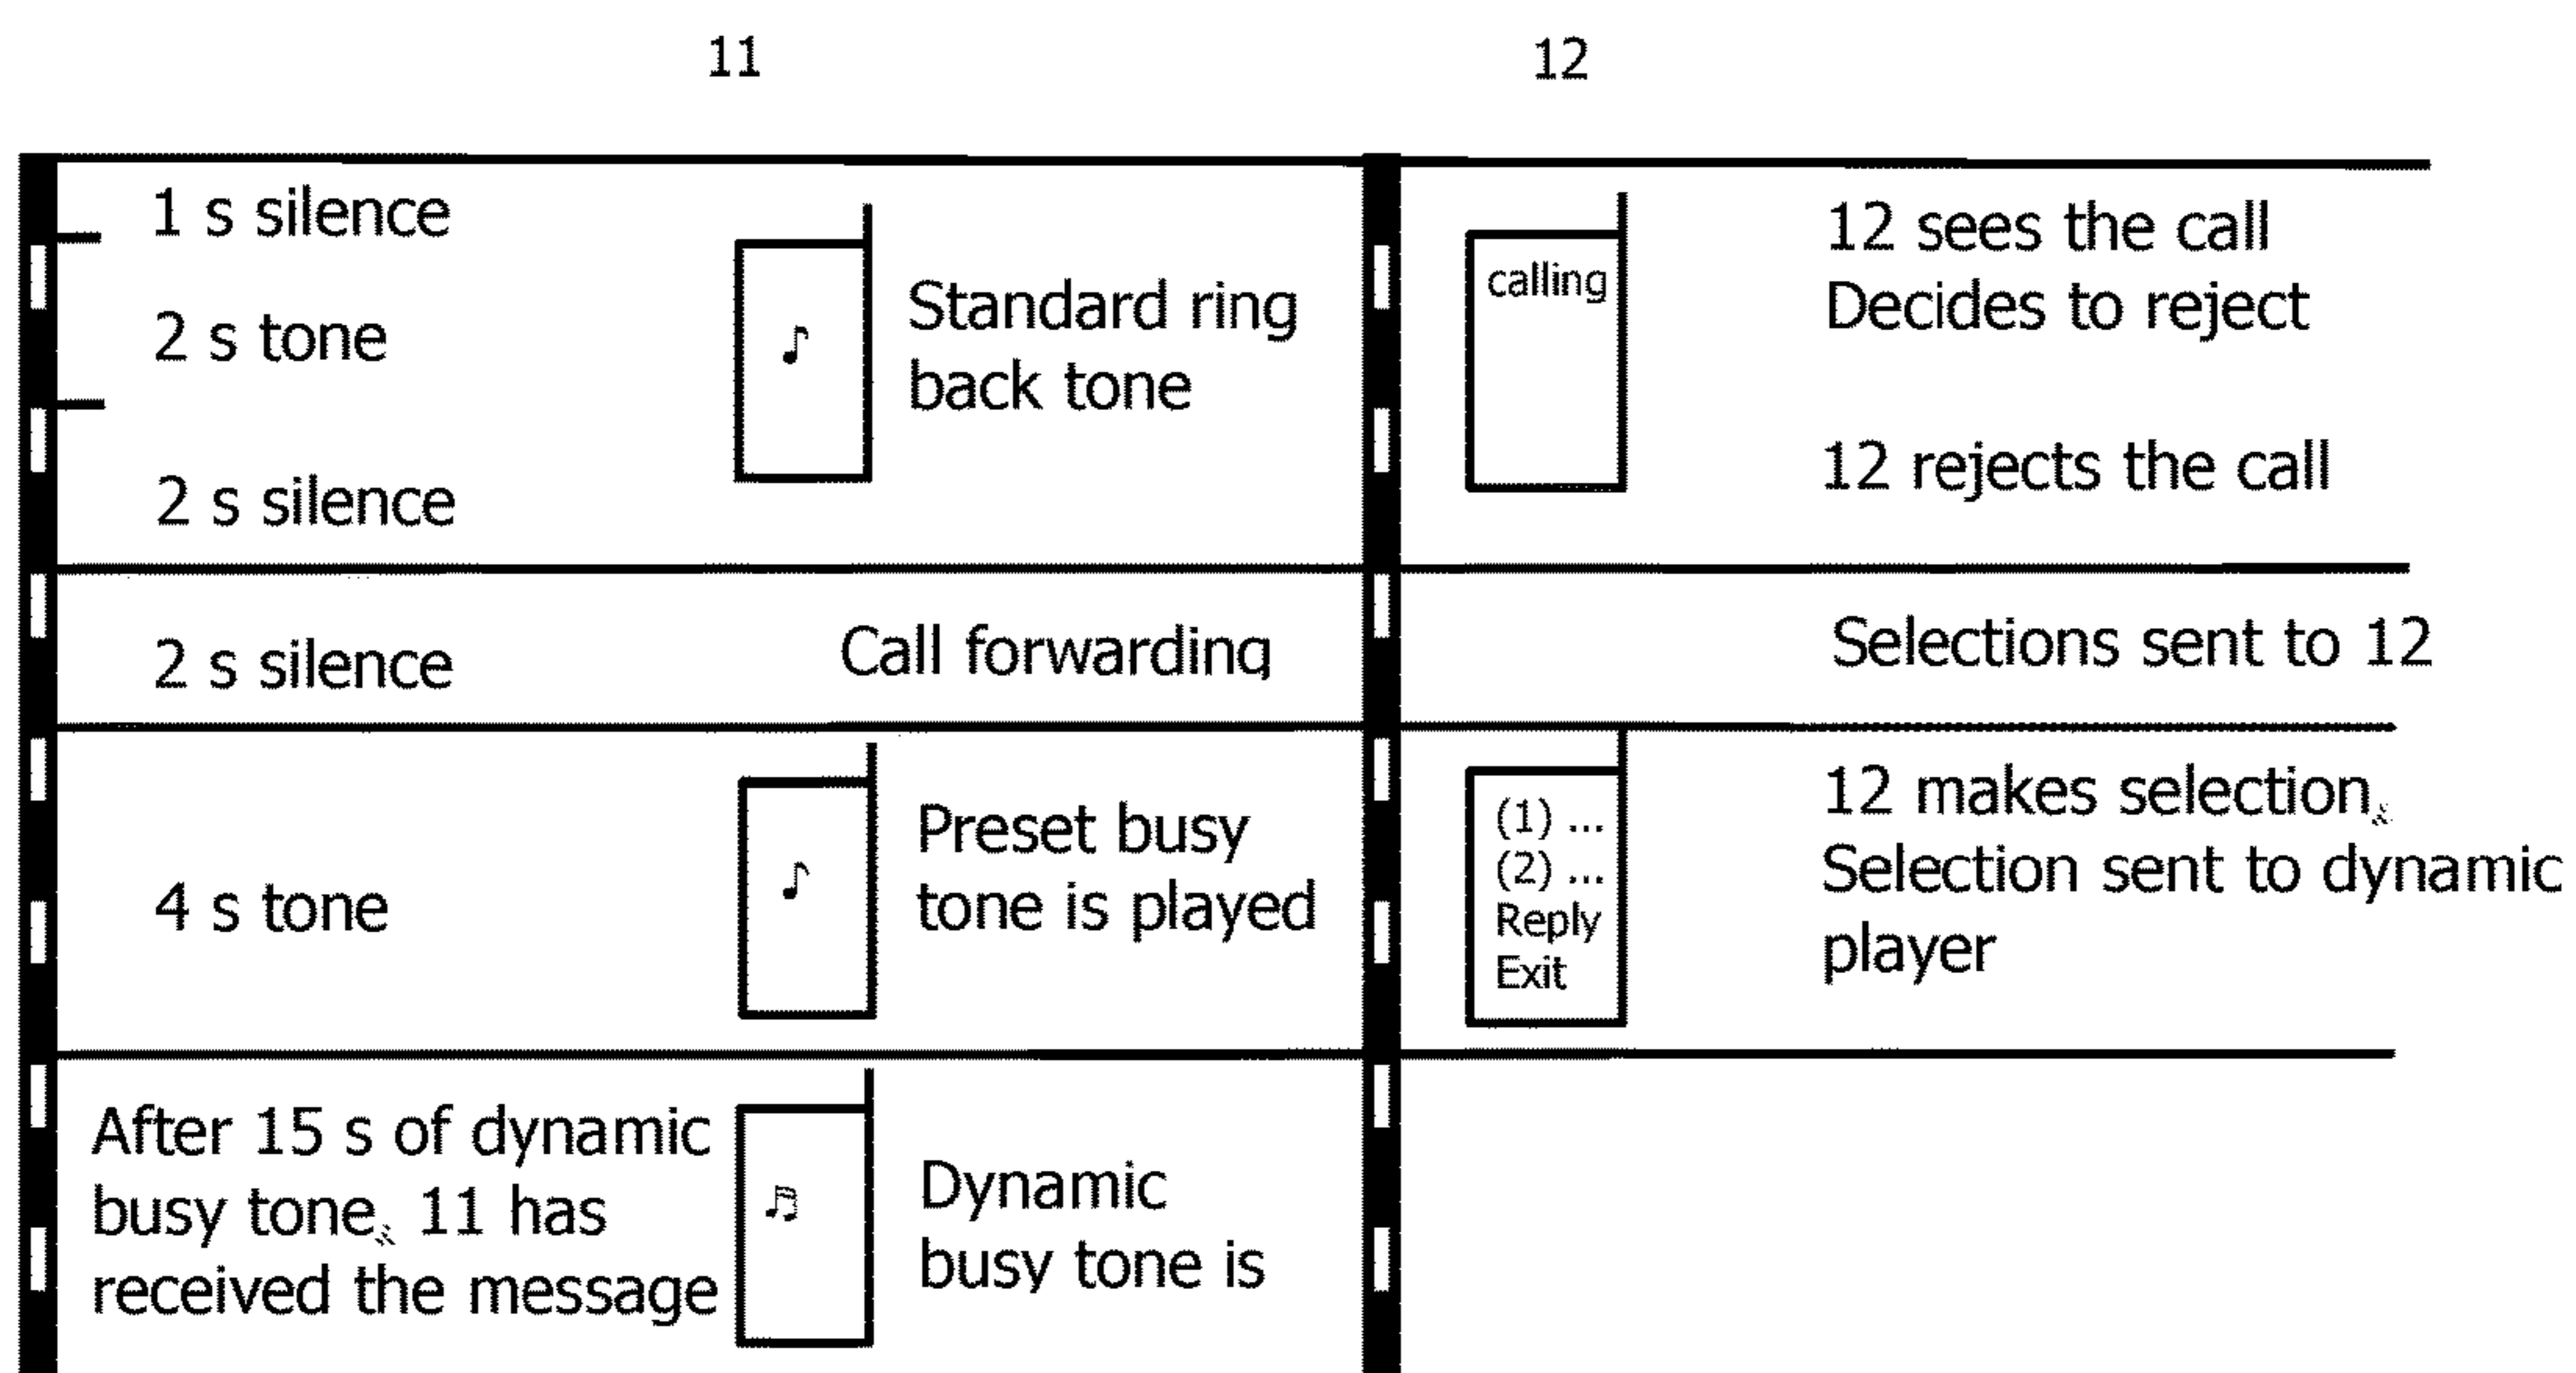 11
12
1 s silence
2 s tone
2 s silence
Standard ring
back tone
calling
12 sees the call
Decides to reject
12 rejects the call
2 s silence
Call forwarding
Selections sent to 12
4 s tone
Preset busy
tone is played
(1) ...
(2) ...
Reply
Exit
12 makes selection,
Selection sent to dynamic
player
After 15 s of dynamic
busy tone, 11 has
received the message
Dynamic
busy tone is